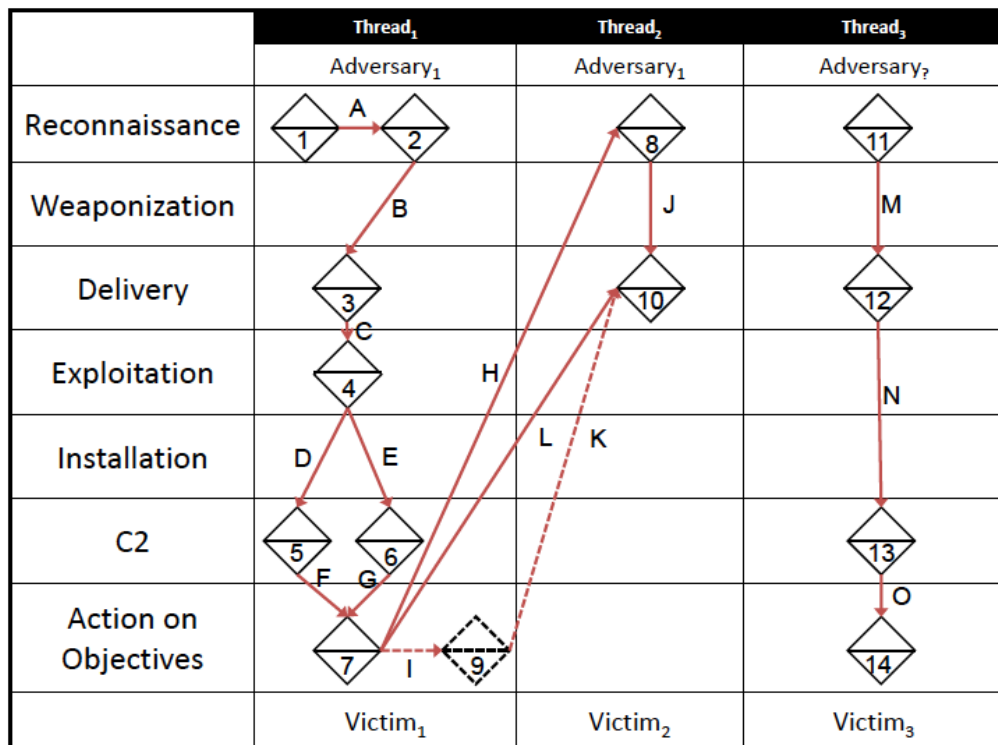 Thread₁ Thread₂ Thread₃
Adversary₁ Adversary₁ Adversary?
Reconnaissance 1 A 2 8 11
Weaponization B J M
Delivery 3 10 12
C
Exploitation 4 H N
Installation D E L K
C2 5 6 13
F G O
Action on
Objectives 7 I 9 14
Victim₁ Victim₂ Victim₃